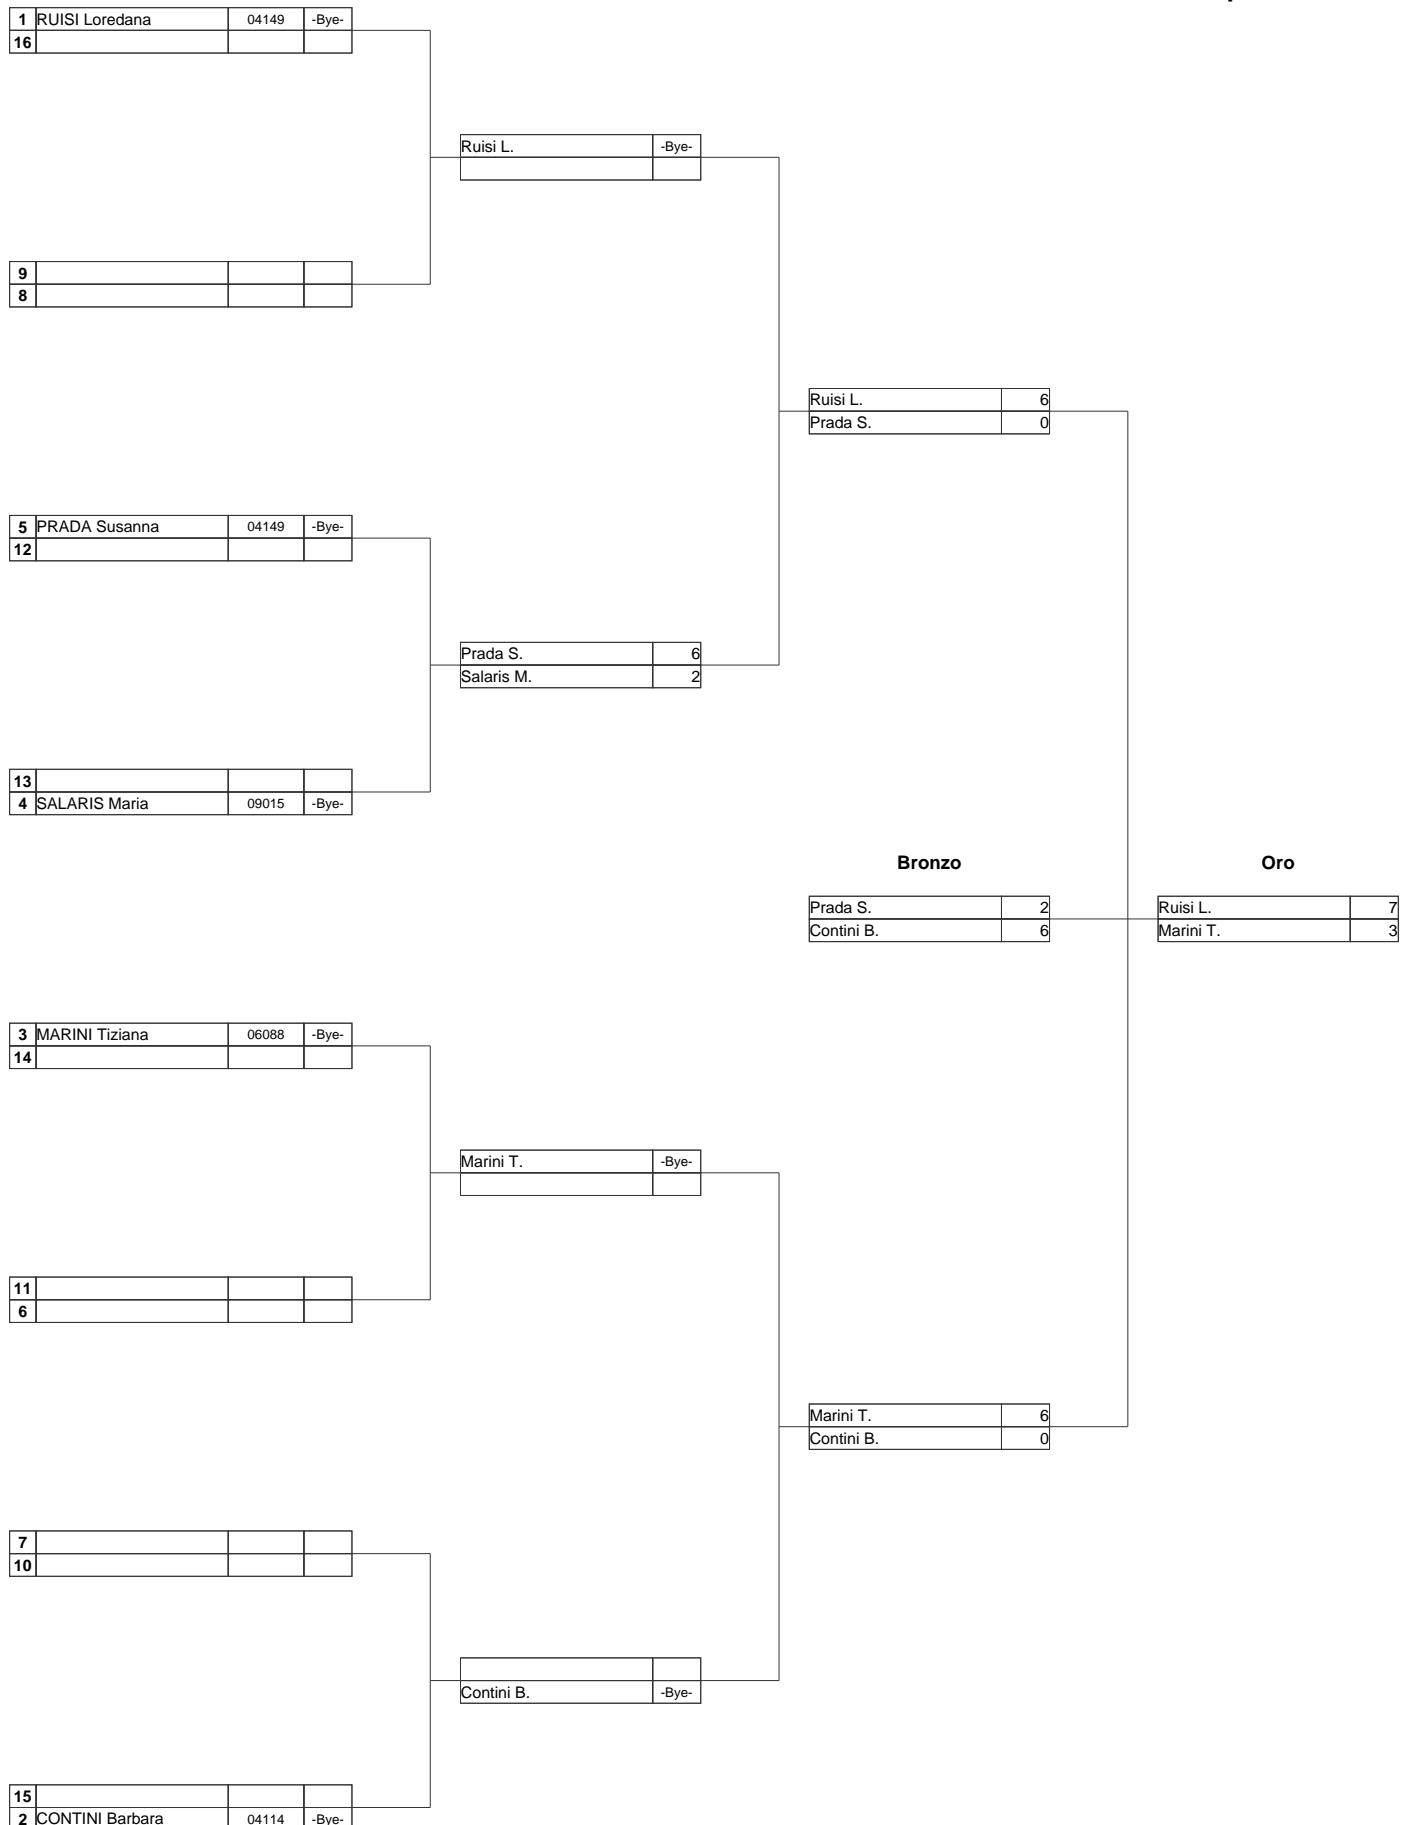 1 RUISI Loredana 04149 -Bye-
16
Ruisi L. -Bye-
9
8
Ruisi L. 6
Prada S. 0
5 PRADA Susanna 04149 -Bye-
12
Prada S. 6
Salaris M. 2
13
4 SALARIS Maria 09015 -Bye-
Bronzo Oro
Prada S. 2 Ruisi L. 7
Contini B. 6 Marini T. 3
3 MARINI Tiziana 06088 -Bye-
14
Marini T. -Bye-
11
6
Marini T. 6
Contini B. 0
7
10
Contini B. -Bye-
15
2 CONTINI Barbara 04114 -Bye-